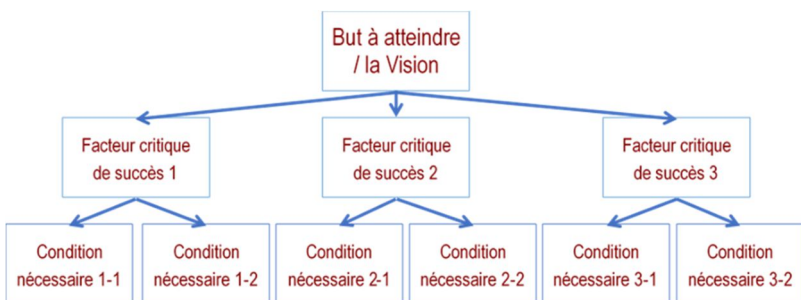 But à atteindre
/ la Vision
Facteur critique
de succès 1
Facteur critique
de succès 2
Facteur critique
de succès 3
Condition
nécessaire 1-1
Condition
nécessaire 1-2
Condition
nécessaire 2-1
Condition
nécessaire 2-2
Condition
nécessaire 3-1
Condition
nécessaire 3-2